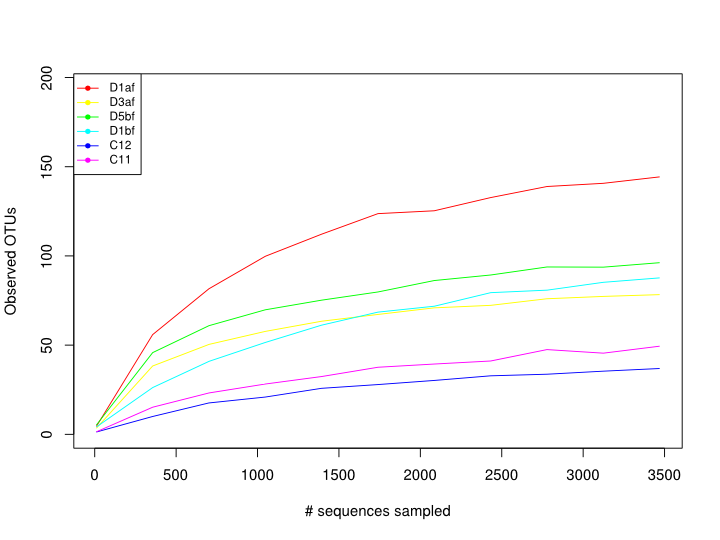 Observed OTUs
200
150
100
50
0
D1af
D3af
D5bf
D1bf
C12
C11
0 500 1000 1500 2000 2500 3000 3500
# sequences sampled